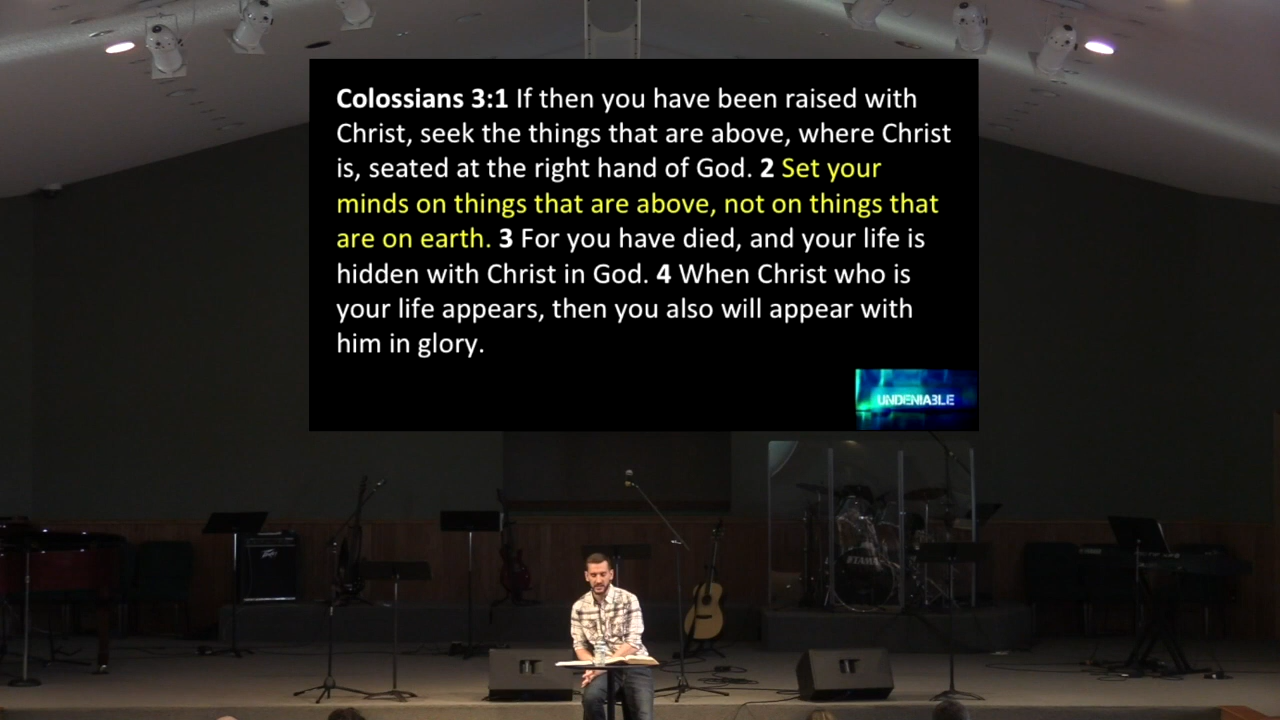 Colossians 3:1 If then you have been raised with
Christ, seek the things that are above, where Christ
is, seated at the right hand of God. 2 Set your
minds on things that are above, not on things that
are on earth. 3 For you have died, and your life is
hidden with Christ in God. 4 When Christ who is
your life appears, then you also will appear with
him in glory.
UNDENIABLE
PEAVEY
TAMA